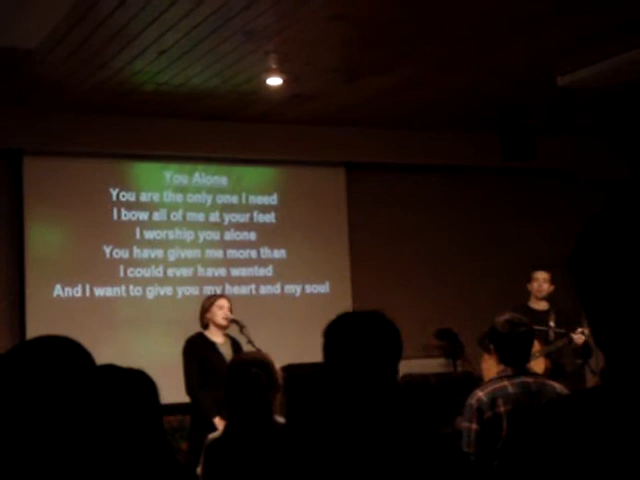 You Alone
You are the only one I need
I bow all of me at your feet
I worship you alone
You have given me more than
I could ever have wanted
And I want to give you my heart and my soul